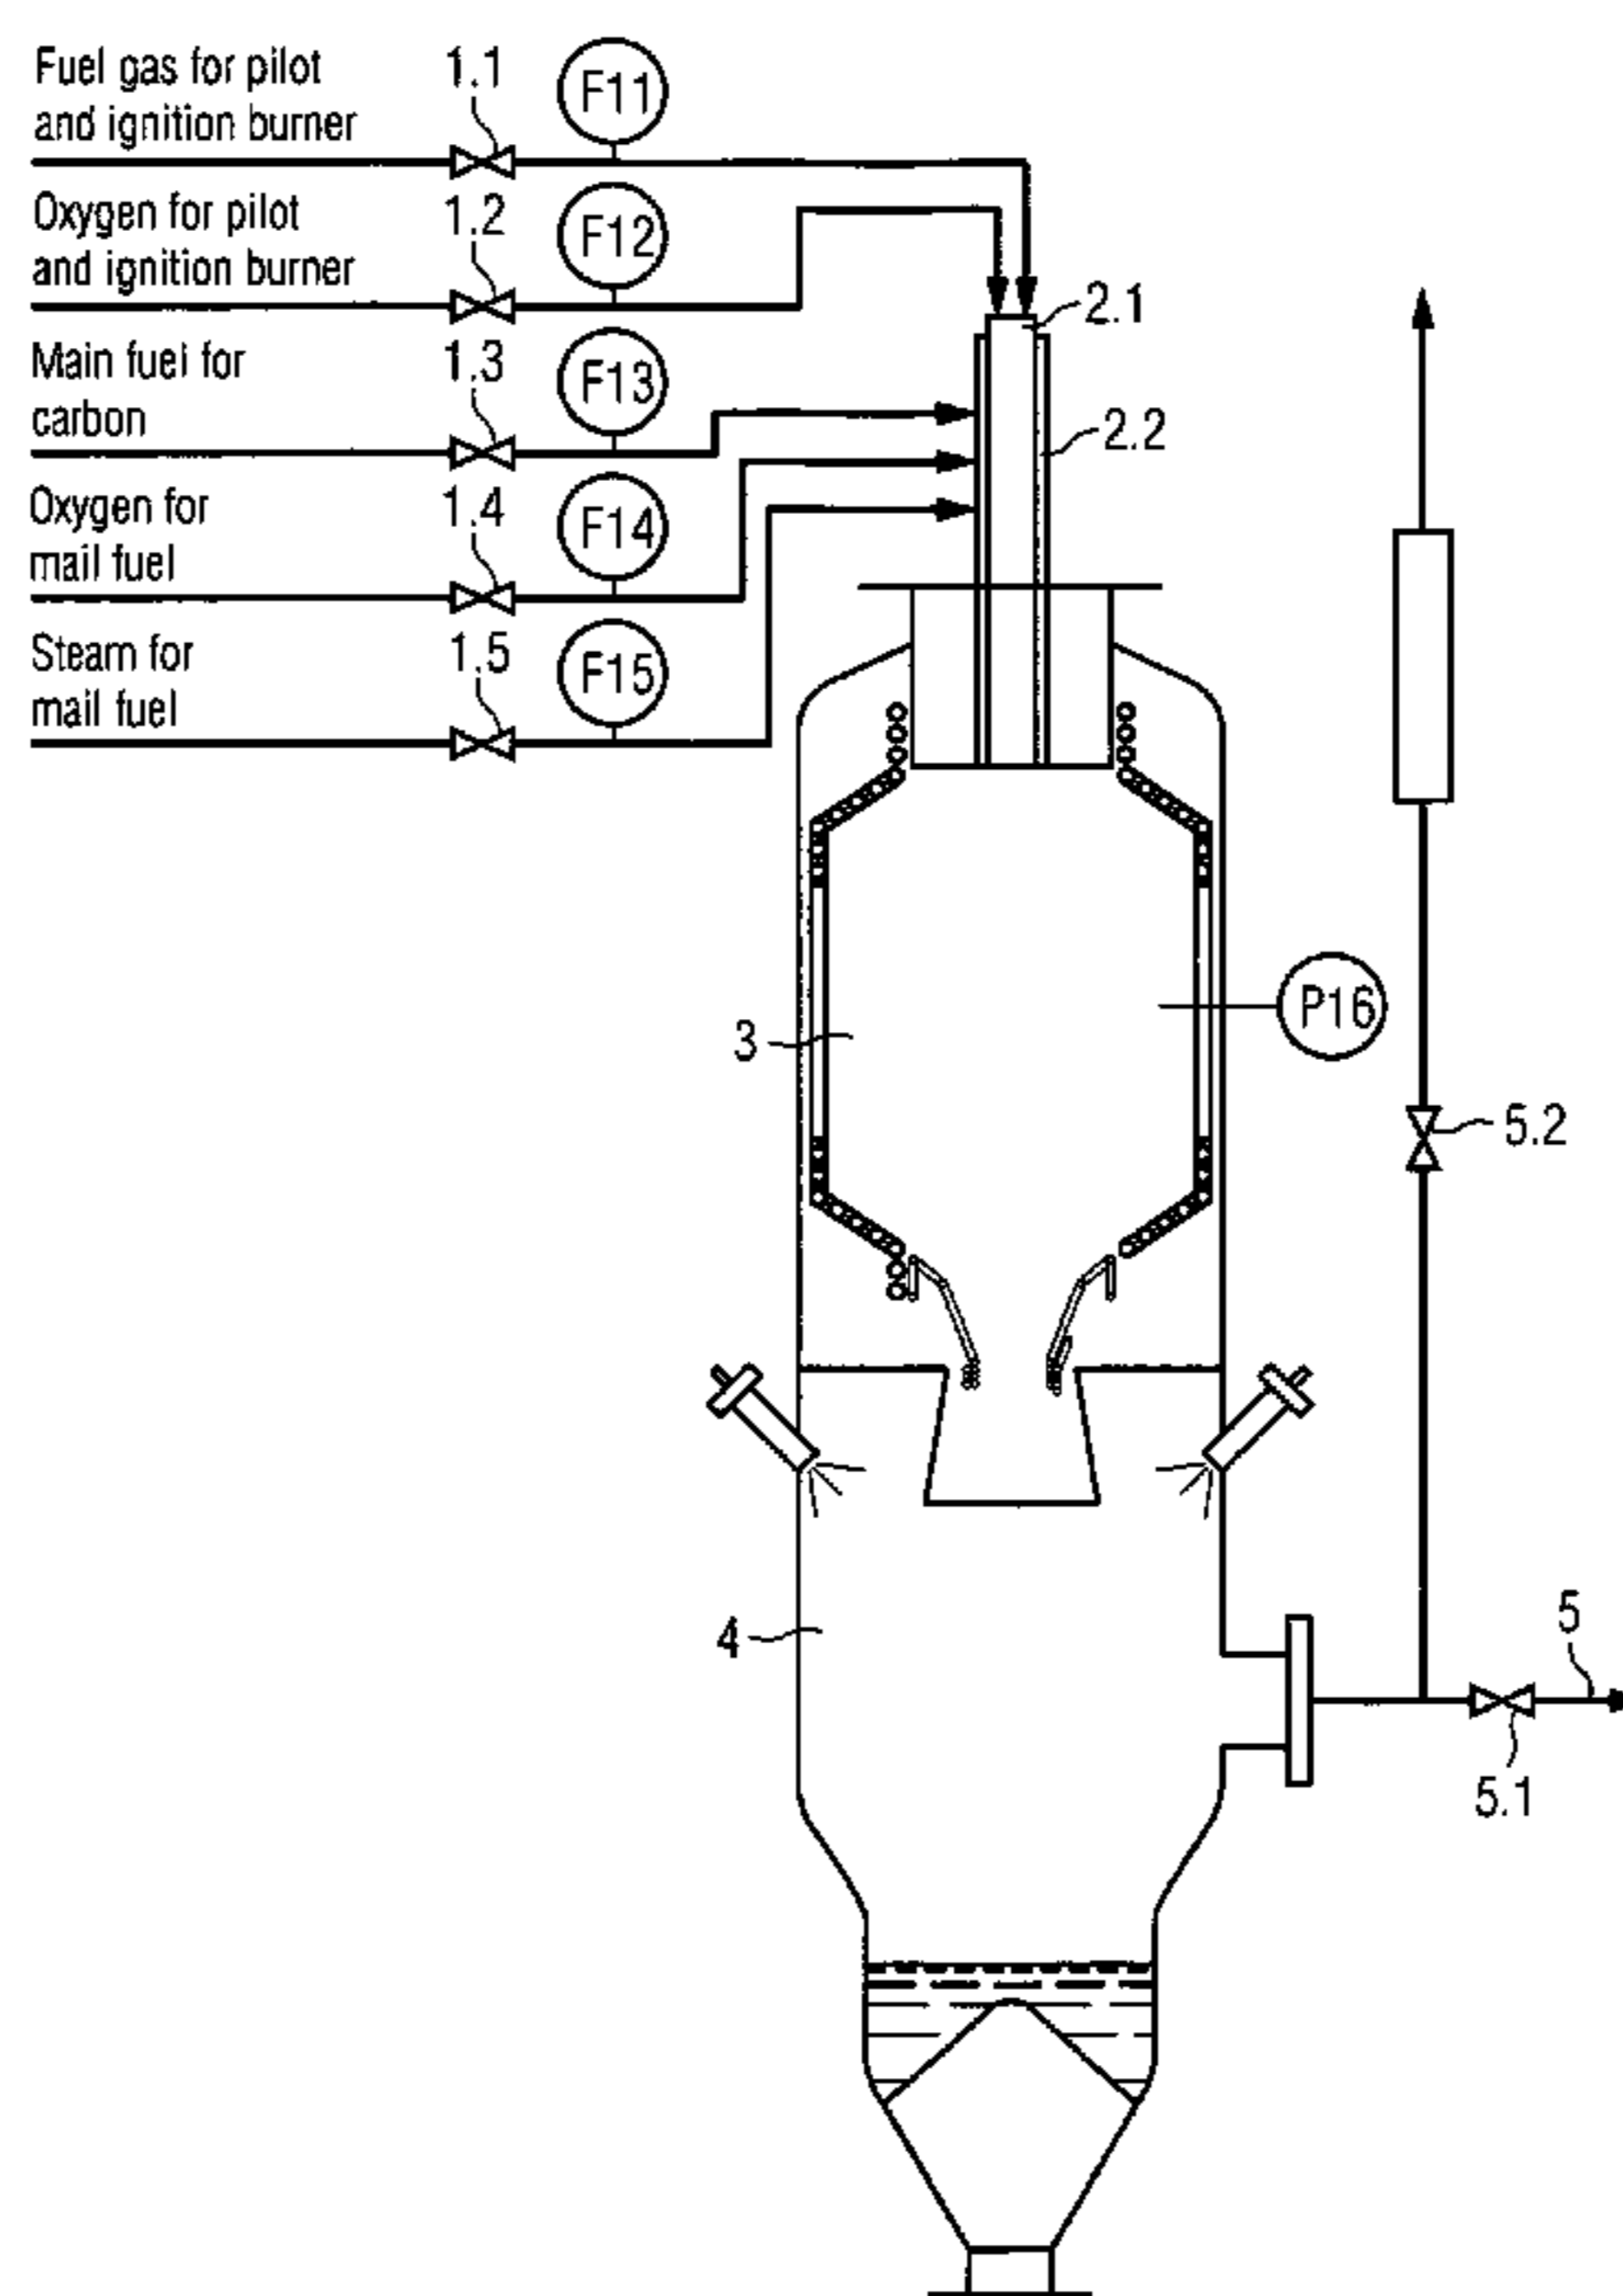 Fuel gas for pilot 1.1 F11
and ignition burner
Oxygen for pilot 1.2 F12
and ignition burner
2.1
Main fuel for 1.3 F13
carbon
2.2
Oxygen for 1.4 F14
mail fuel
Steam for 1.5 F15
mail fuel
P16
3
5.2
5
4
5.1